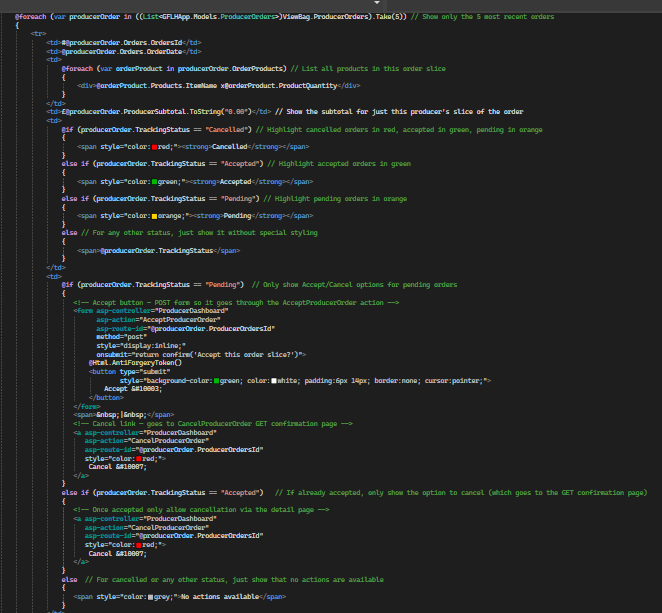 @foreach (var producerOrder in ((List<GFLHApp.Models.ProducerOrders>)ViewBag.ProducerOrders).Take(5)) // Show only the 5 most recent orders
{
<tr>
<td>#@producerOrder.Orders.OrdersId</td>
<td>@producerOrder.Orders.OrderDate</td>
<td>
@foreach (var orderProduct in producerOrder.OrderProducts) // List all products in this order slice
{
<div>@orderProduct.Products.ItemName x@orderProduct.ProductQuantity</div>
}
</td>
<td>£@producerOrder.ProducerSubtotal.ToString("0.00")</td> // Show the subtotal for just this producer's slice of the order
<td>
@if (producerOrder.TrackingStatus == "Cancelled") // Highlight cancelled orders in red, accepted in green, pending in orange
{
<span style="color:red;"><strong>Cancelled</strong></span>
}
else if (producerOrder.TrackingStatus == "Accepted") // Highlight accepted orders in green
{
<span style="color:green;"><strong>Accepted</strong></span>
}
else if (producerOrder.TrackingStatus == "Pending") // Highlight pending orders in orange
{
<span style="color:orange;"><strong>Pending</strong></span>
}
else // For any other status, just show it without special styling
{
<span>@producerOrder.TrackingStatus</span>
}
</td>
<td>
@if (producerOrder.TrackingStatus == "Pending") // Only show Accept/Cancel options for pending orders
{
<!-- Accept button – POST form so it goes through the AcceptProducerOrder action -->
<form asp-controller="ProducerDashboard"
asp-action="AcceptProducerOrder"
asp-route-id="@producerOrder.ProducerOrdersId"
method="post"
style="display:inline;"
onsubmit="return confirm('Accept this order slice?')">
@Html.AntiForgeryToken()
<button type="submit"
style="background-color:green; color:white; padding:6px 14px; border:none; cursor:pointer;">
Accept &#10003;
</button>
</form>
<span>&nbsp;|&nbsp;</span>
<!-- Cancel link – goes to CancelProducerOrder GET confirmation page -->
<a asp-controller="ProducerDashboard"
asp-action="CancelProducerOrder"
asp-route-id="@producerOrder.ProducerOrdersId"
style="color:red;">
Cancel &#10007;
</a>
}
else if (producerOrder.TrackingStatus == "Accepted") // If already accepted, only show the option to cancel (which goes to the GET confirmation page)
{
<!-- Once accepted only allow cancellation via the detail page -->
<a asp-controller="ProducerDashboard"
asp-action="CancelProducerOrder"
asp-route-id="@producerOrder.ProducerOrdersId"
style="color:red;">
Cancel &#10007;
</a>
}
else // For cancelled or any other status, just show that no actions are available
{
<span style="color:grey;">No actions available</span>
}